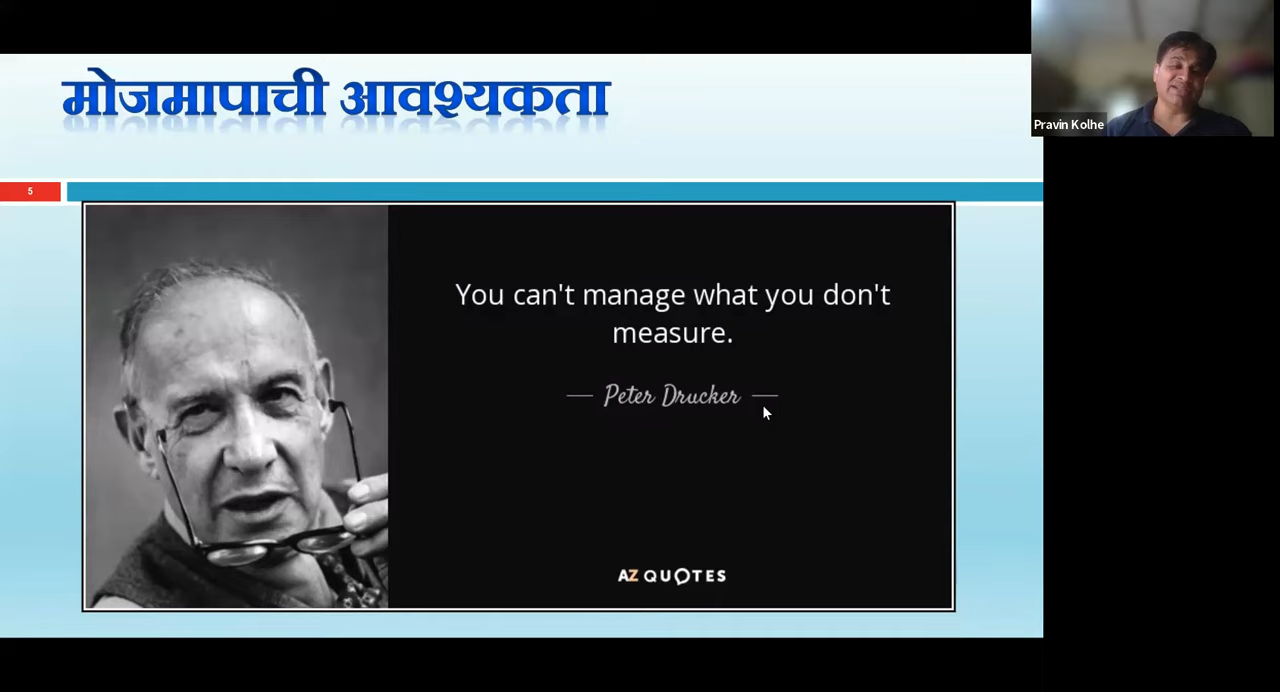 मोजमापाची आवश्यकता
Pravin Kolhe
5
You can't manage what you don't
measure.
— Peter Drucker —
AZ QUOTES